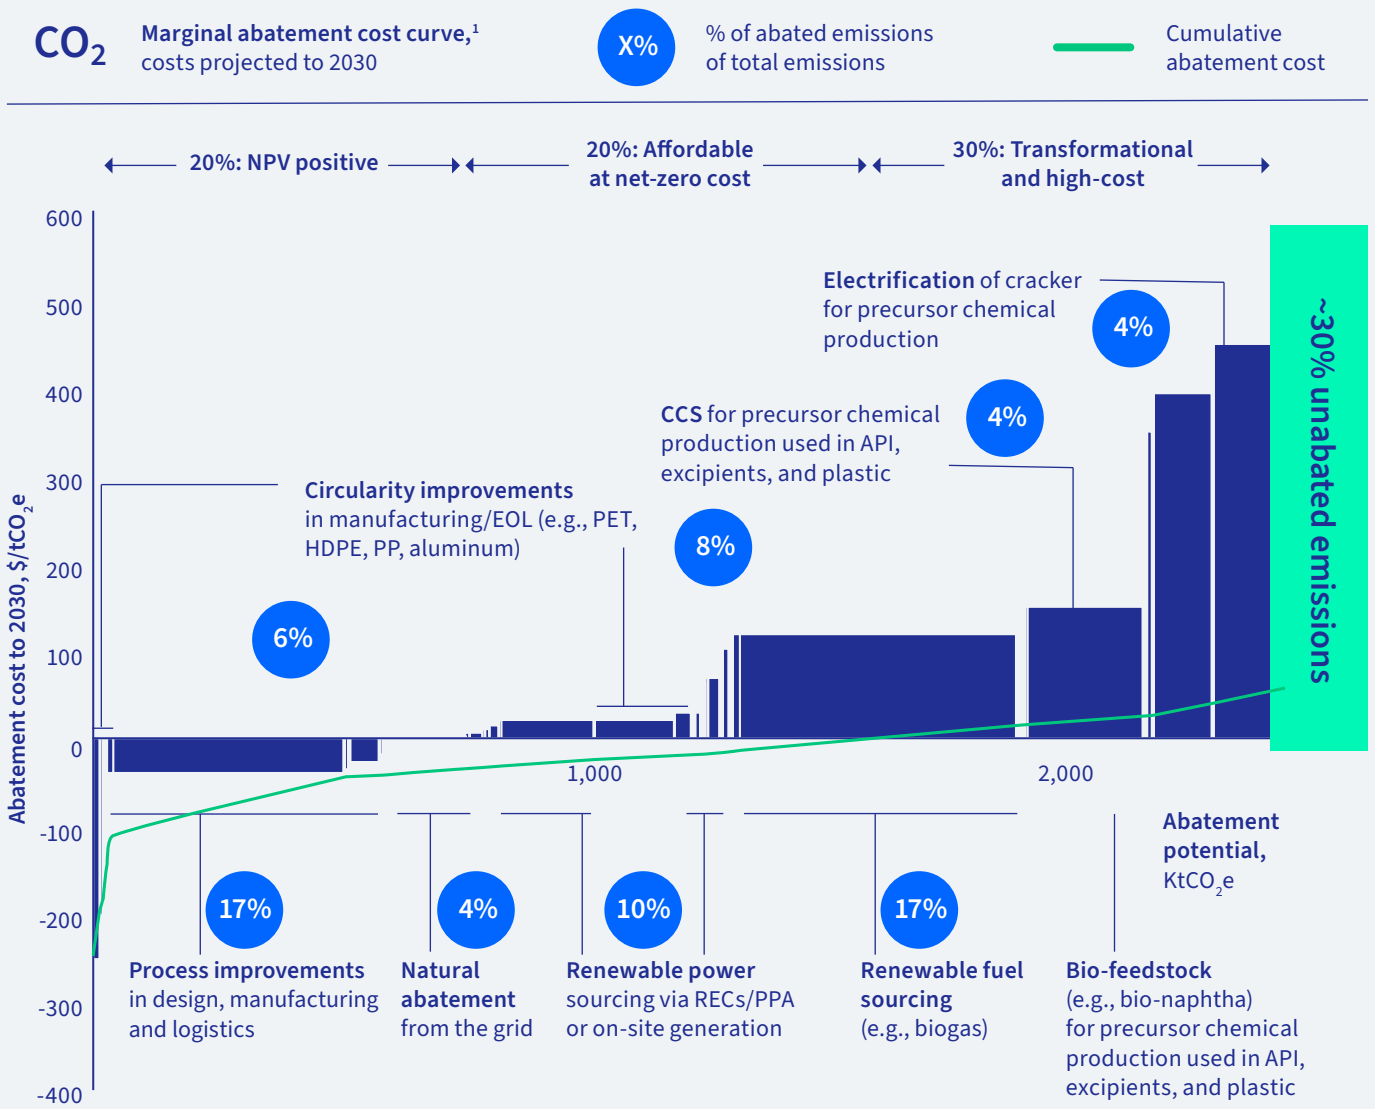 CO2
Marginal abatement cost curve,1
costs projected to 2030
X%
% of abated emissions
of total emissions
Cumulative
abatement cost
20%: NPV positive
20%: Affordable
at net-zero cost
30%: Transformational
and high-cost
Abatement cost to 2030, $/tCO2e
600
500
400
300
200
100
0
-100
-200
-300
-400
Electrification of cracker
for precursor chemical
production
4%
CCS for precursor chemical
production used in API,
excipients, and plastic
4%
Circularity improvements
in manufacturing/EOL (e.g., PET,
HDPE, PP, aluminum)
8%
6%
~30% unabated emissions
1,000
2,000
Abatement
potential,
KtCO2e
17%
4%
10%
17%
Process improvements
in design, manufacturing
and logistics
Natural
abatement
from the grid
Renewable power
sourcing via RECs/PPA
or on-site generation
Renewable fuel
sourcing
(e.g., biogas)
Bio-feedstock
(e.g., bio-naphtha)
for precursor chemical
production used in API,
excipients, and plastic